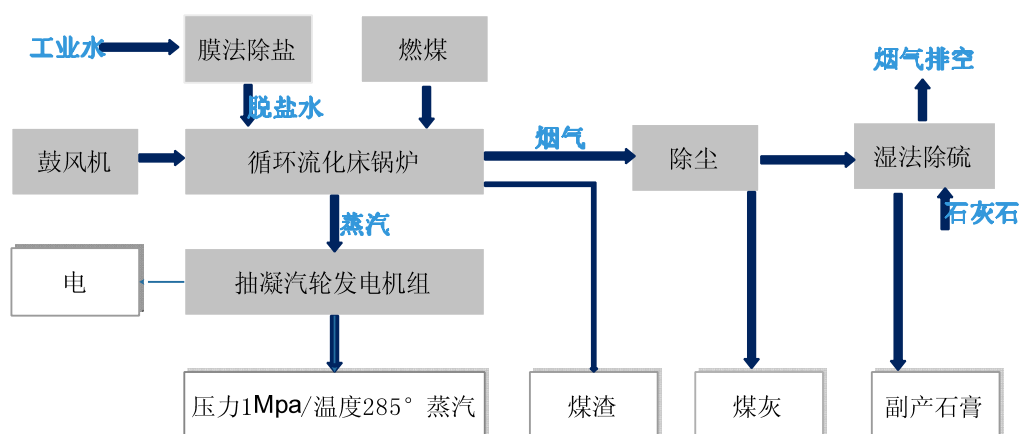 工业水
膜法除盐
燃煤
烟气排空
脱盐水
鼓风机
循环流化床锅炉
烟气
除尘
湿法除硫
蒸汽
石灰石
电
抽凝汽轮发电机组
压力1Mpa/温度285°蒸汽
煤渣
煤灰
副产石膏